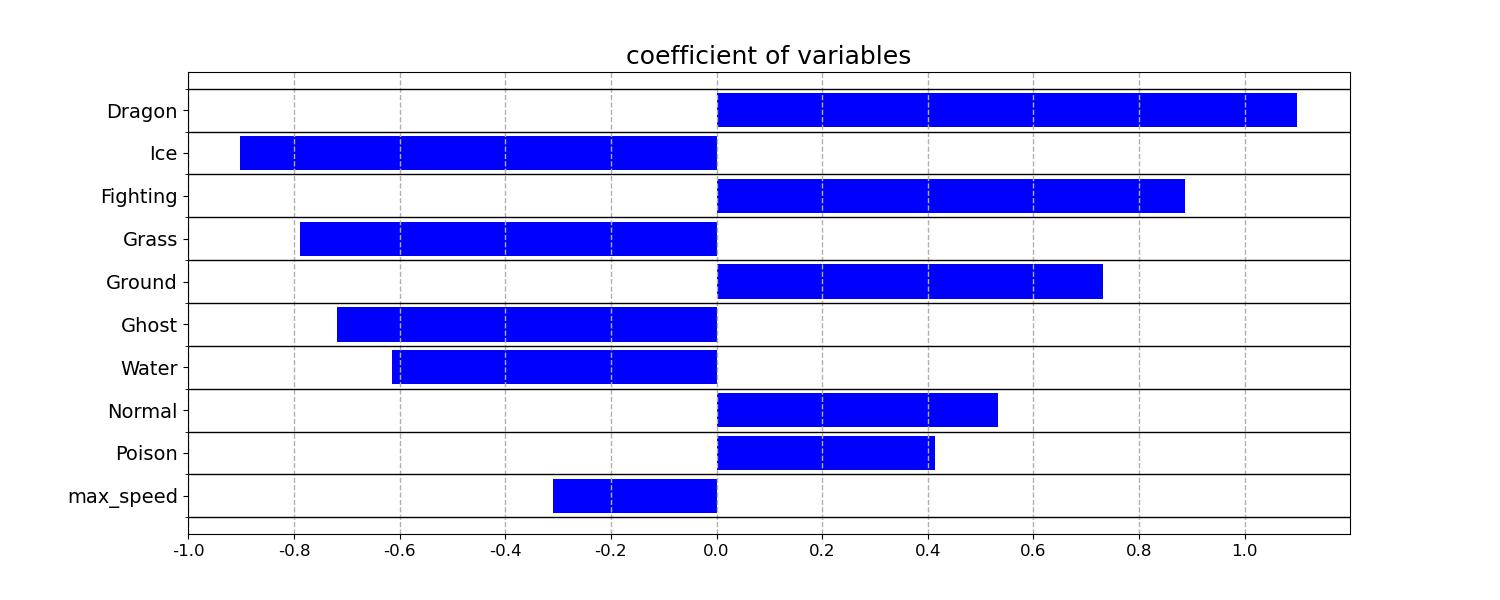 coefficient of variables
Dragon
Ice
Fighting
Grass
Ground
Ghost
Water
Normal
Poison
max_speed
-1.0 -0.8 -0.6 -0.4 -0.2 0.0 0.2 0.4 0.6 0.8 1.0